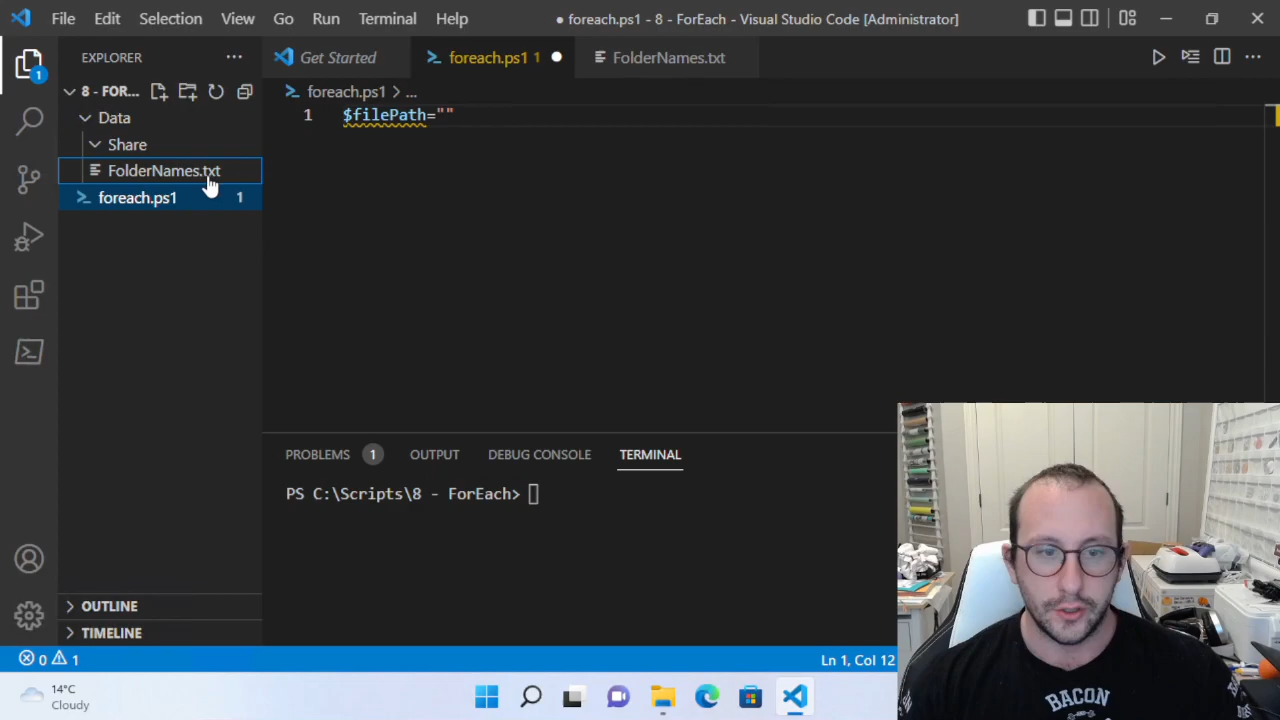 File Edit Selection View Go Run Terminal Help
● foreach.ps1 - 8 - ForEach - Visual Studio Code [Administrator]
EXPLORER
Get Started
foreach.ps1 1
FolderNames.txt
1
8 - FOR...
foreach.ps1 > ...
Data
1 $filePath=""
Share
FolderNames.txt
foreach.ps1 1
PROBLEMS 1 OUTPUT DEBUG CONSOLE TERMINAL
PS C:\Scripts\8 - ForEach>
OUTLINE
TIMELINE
0 1
Ln 1, Col 12
14°C
Cloudy
BACON